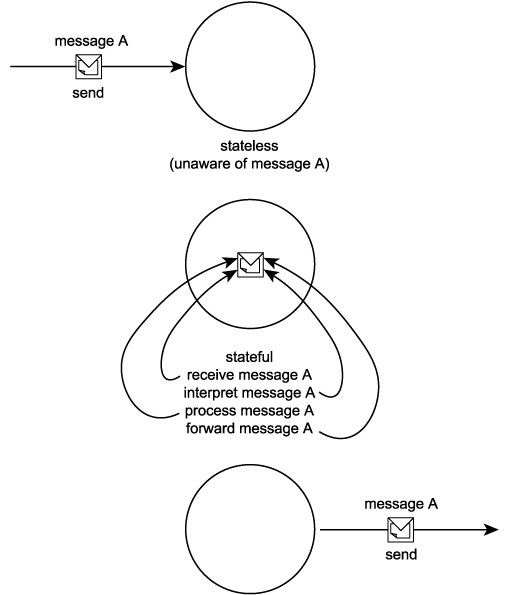 message A
send
stateless
(unaware of message A)
stateful
receive message A
interpret message A
process message A
forward message A
message A
send